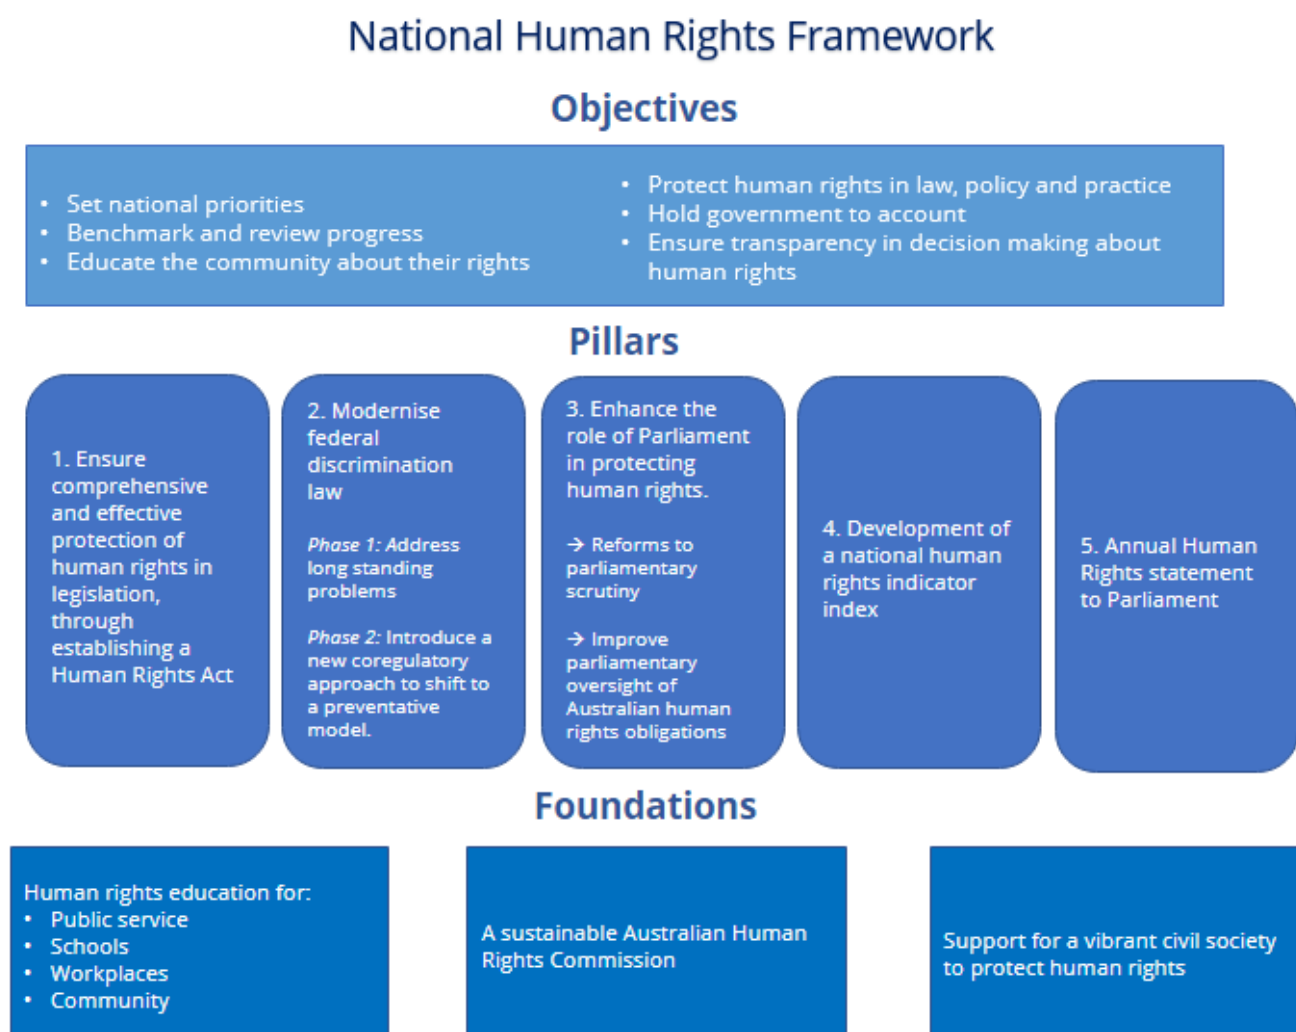 National Human Rights Framework
Objectives
• Set national priorities
• Benchmark and review progress
• Educate the community about their rights
• Protect human rights in law, policy and practice
• Hold government to account
• Ensure transparency in decision making about
human rights
Pillars
1. Ensure
comprehensive
and effective
protection of
human rights in
legislation,
through
establishing a
Human Rights Act
2. Modernise
federal
discrimination
law
Phase 1: Address
long standing
problems
Phase 2: Introduce a
new coregulatory
approach to shift to
a preventative
model.
3. Enhance the
role of Parliament
in protecting
human rights.
→ Reforms to
parliamentary
scrutiny
→ Improve
parliamentary
oversight of
Australian human
rights obligations
4. Development of
a national human
rights indicator
index
5. Annual Human
Rights statement
to Parliament
Foundations
Human rights education for:
• Public service
• Schools
• Workplaces
• Community
A sustainable Australian Human
Rights Commission
Support for a vibrant civil society
to protect human rights